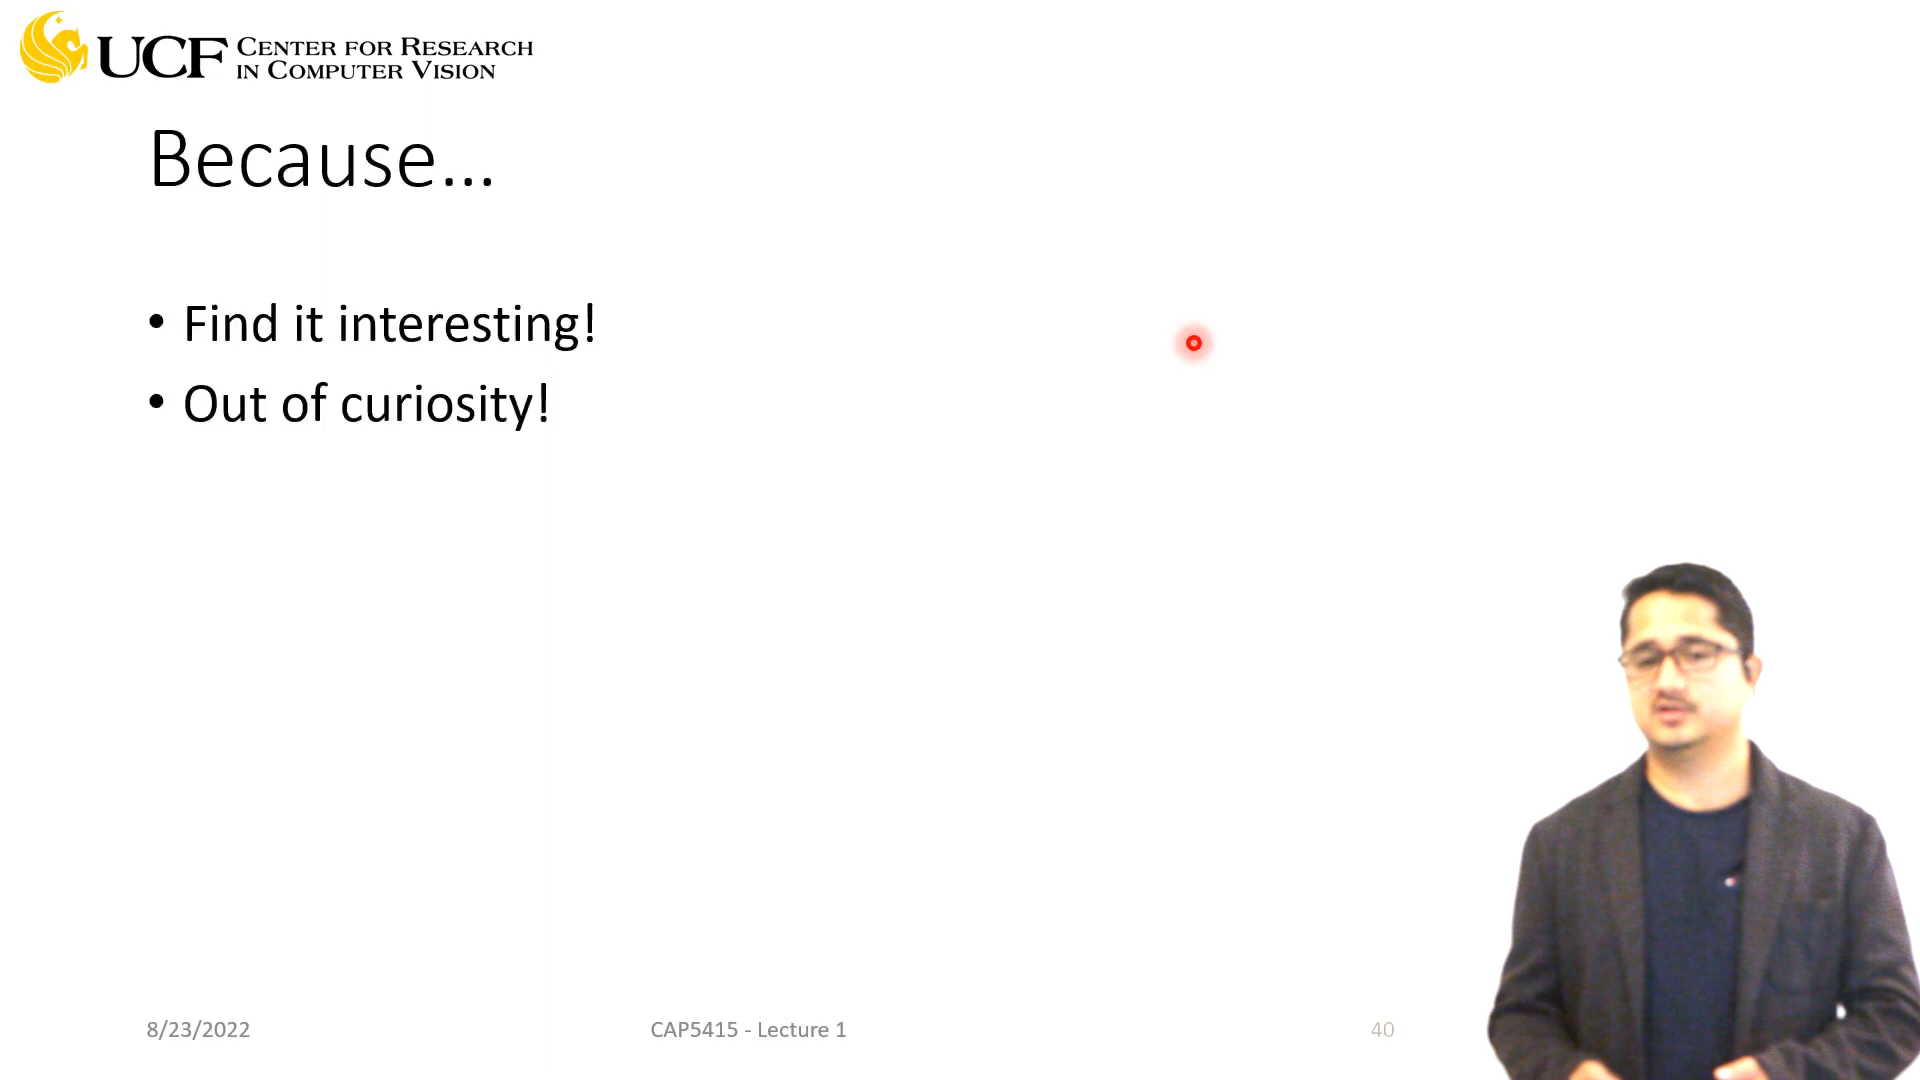 UCF CENTER FOR RESEARCH
IN COMPUTER VISION
Because...
• Find it interesting!
• Out of curiosity!
8/23/2022
CAP5415 - Lecture 1
40